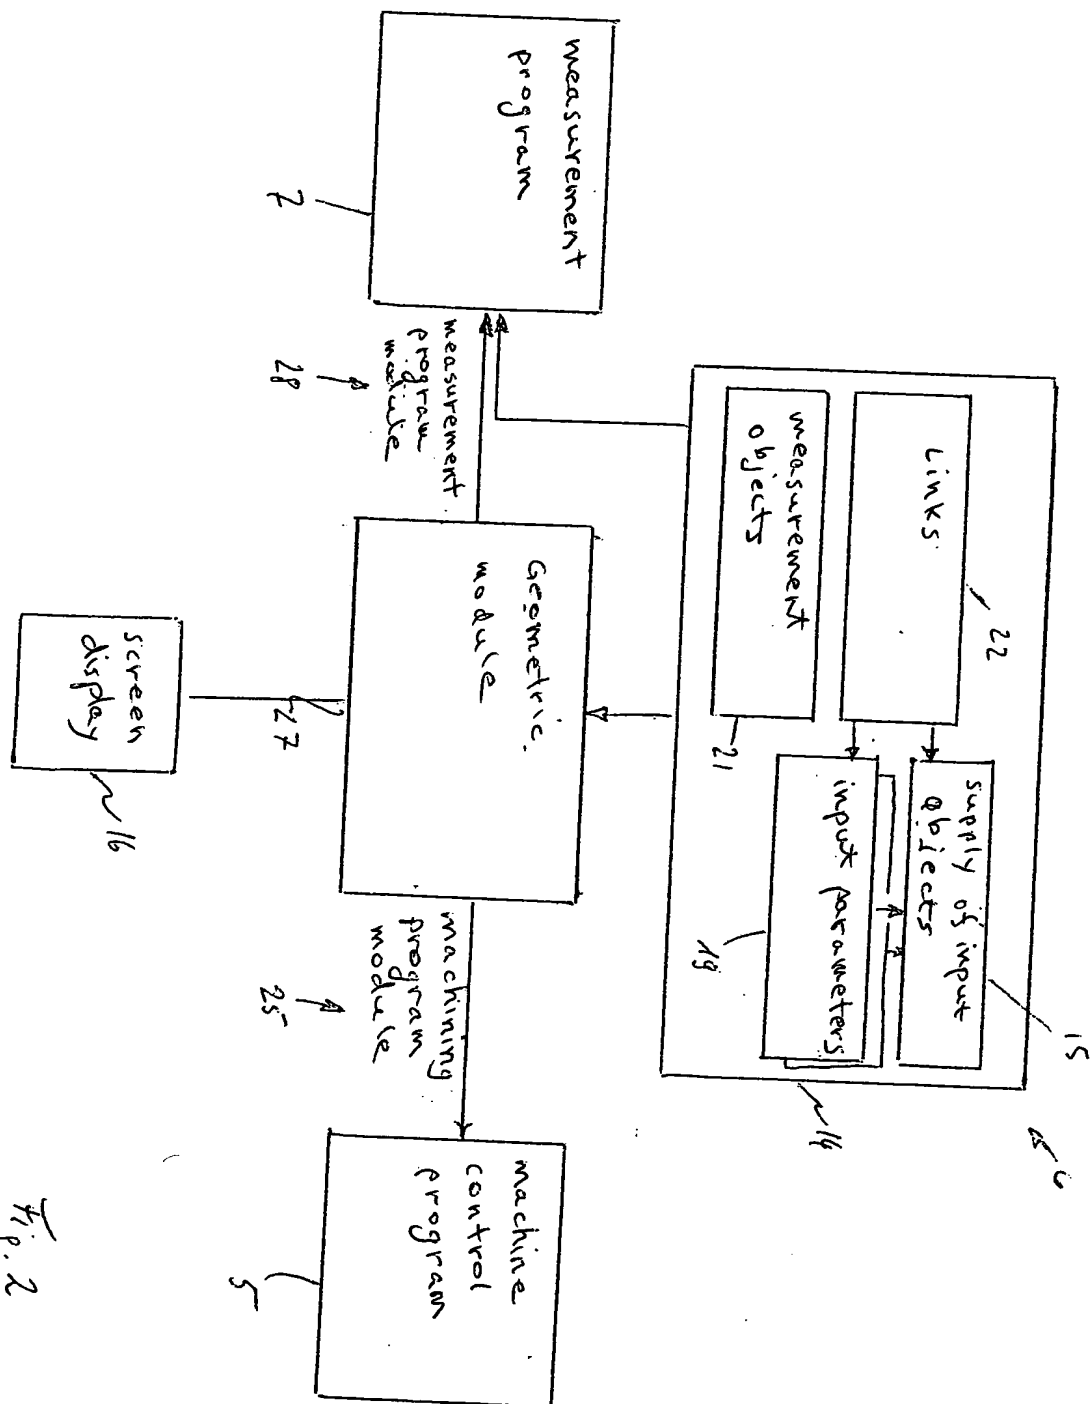 6
15
22
Links
supply of input
objects
measurement
objects
input parameters
21
19
14
measurement
program
7
measurement
program
module
28
Geometric
module
machining
program
module
25
machine
control
program
5
27
screen
display
16
Fig. 2